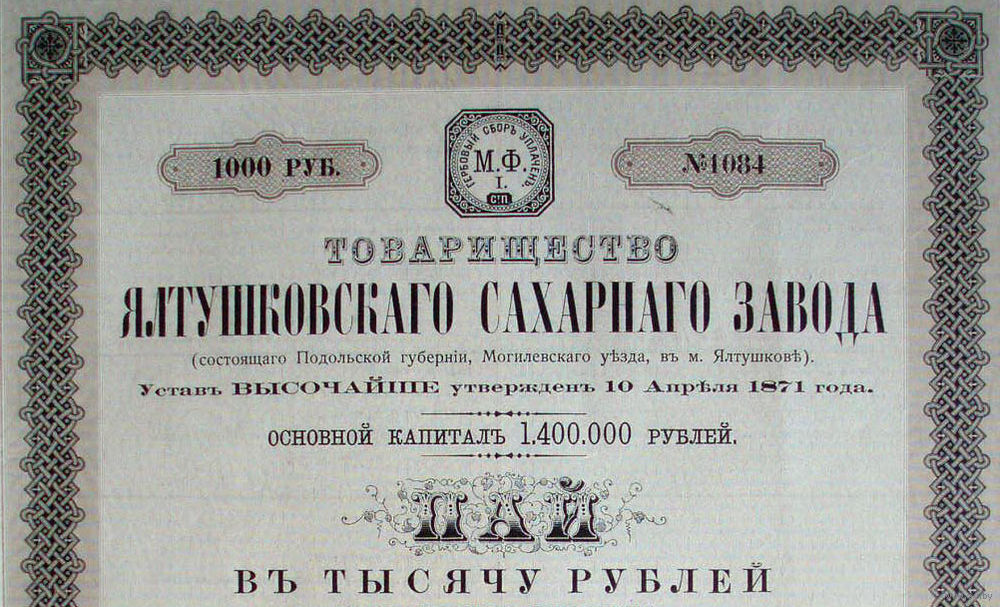 1000 РУБ.
ГЕРБОВЫЙ СБОРЪ УПЛАЧЕНЪ.
М.Ф.
I.
№1084
ТОВАРИЩЕСТВО
ЯЛТУШКОВСКАГО САХАРНАГО ЗАВОДА
(состоящаго Подольской губерніи, Могилевскаго уѣзда, въ м. Ялтушковѣ).
Уставъ ВЫСОЧАЙШЕ утвержденъ 10 Апрѣля 1871 года.
ОСНОВНОЙ КАПИТАЛЪ 1.400.000 РУБЛЕЙ.
ПАЙ
ВЪ ТЫСЯЧУ РУБЛЕЙ